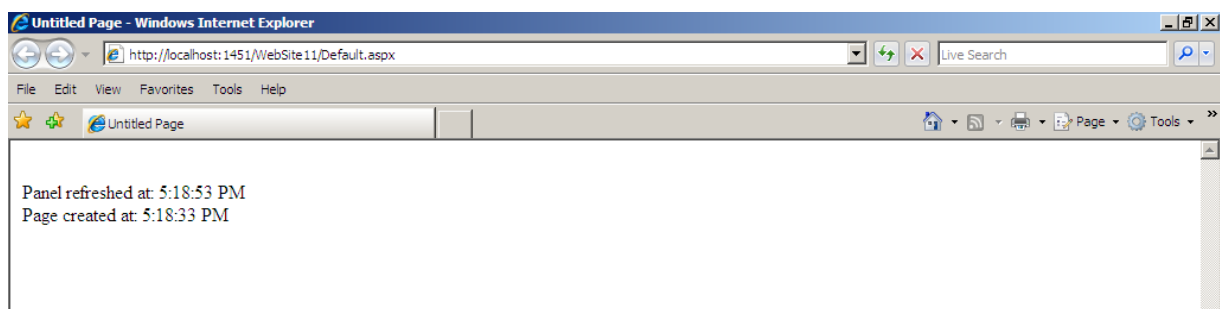 Untitled Page - Windows Internet Explorer
http://localhost:1451/WebSite11/Default.aspx
Live Search
File Edit View Favorites Tools Help
Untitled Page
Page Tools »
Panel refreshed at: 5:18:53 PM
Page created at: 5:18:33 PM